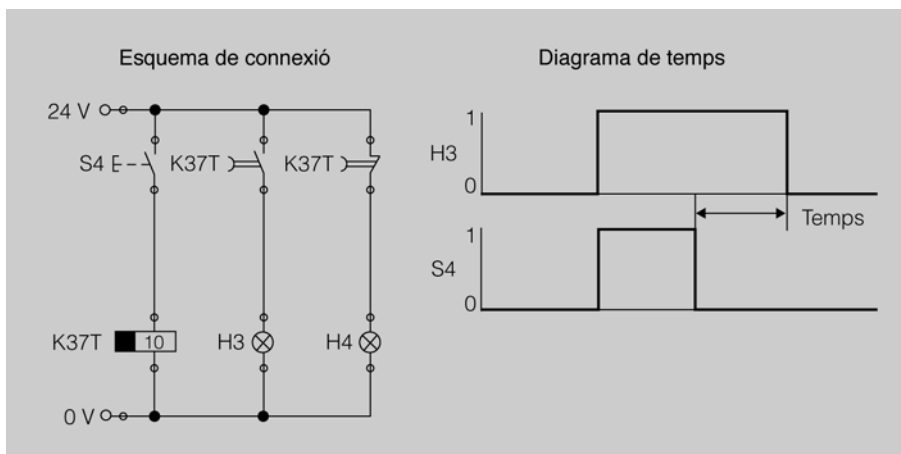 Esquema de connexió
24 V
S4
K37T
K37T
K37T
10
H3
H4
0 V
Diagrama de temps
1
H3
0
Temps
1
S4
0